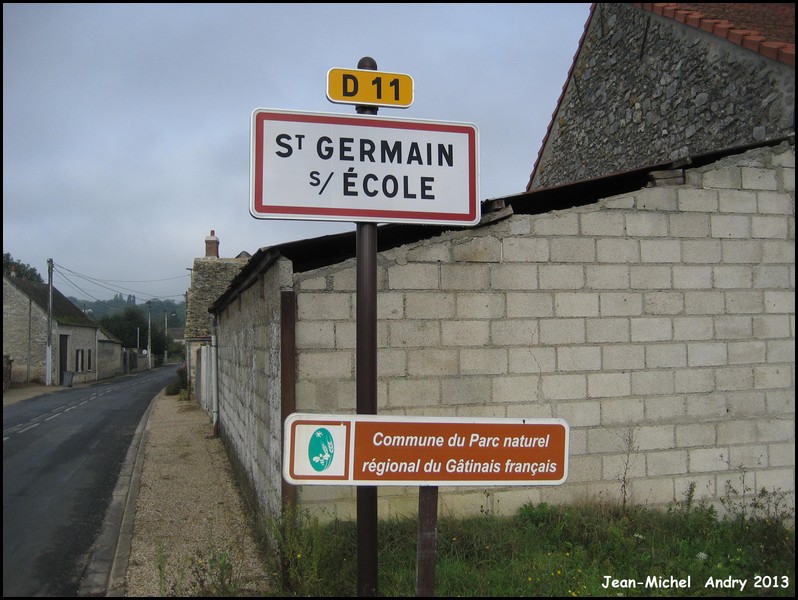 D 11
ST GERMAIN
S/ ÉCOLE
Commune du Parc naturel
régional du Gâtinais français
Jean-Michel Andry 2013